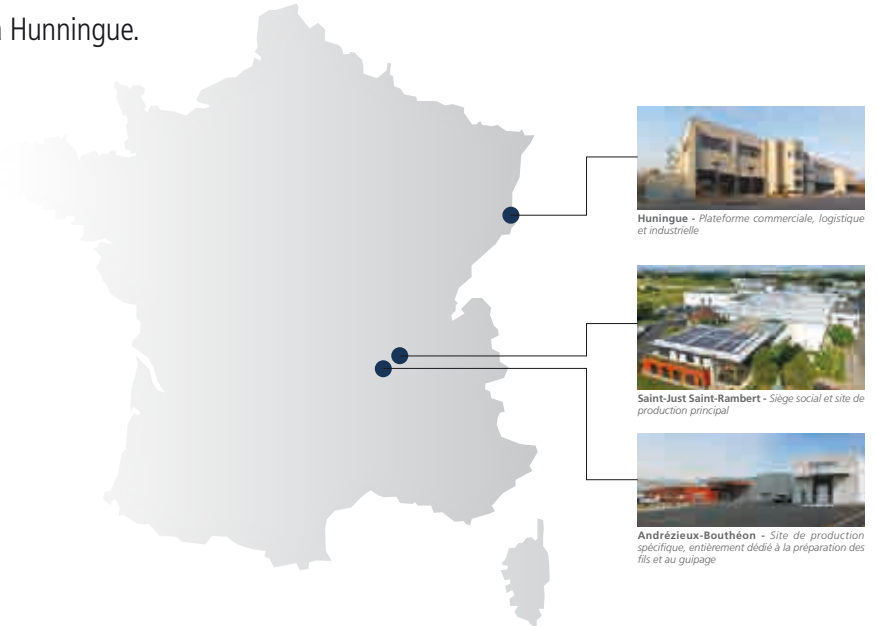 à Hunningue.
Huningue - Plateforme commerciale, logistique
et industrielle
Saint-Just Saint-Rambert - Siège social et site de
production principal
Andrézieux-Bouthéon - Site de production
spécifique, entièrement dédié à la préparation des
fils et au guipage